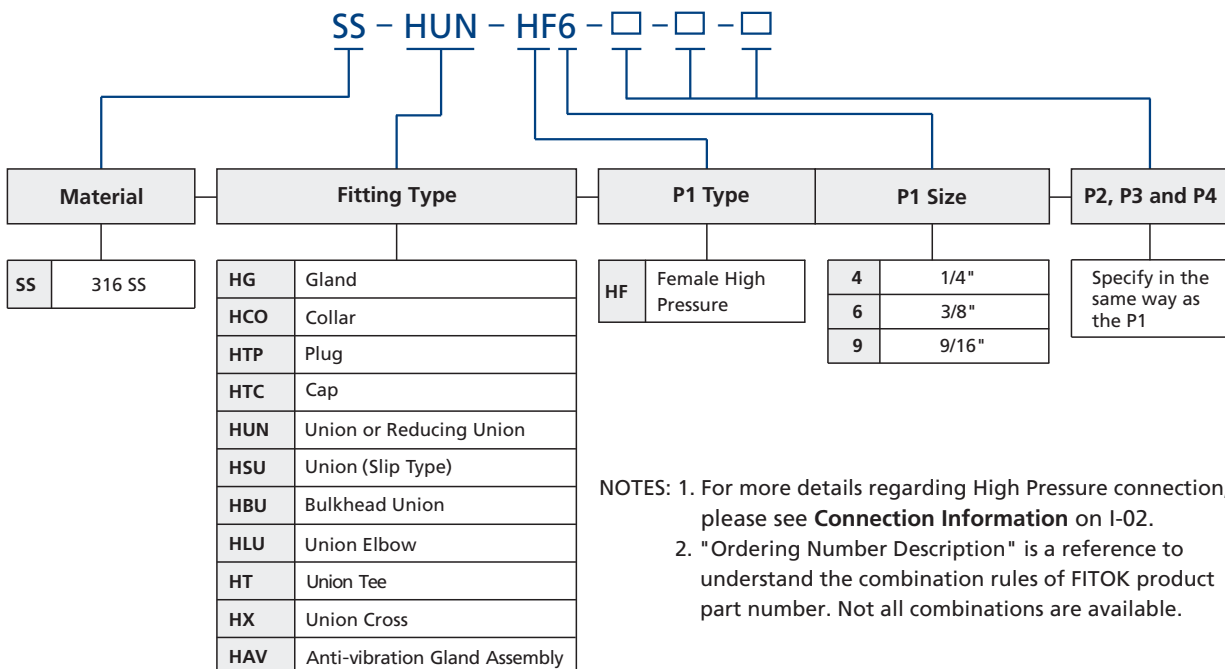 SS – HUN – HF6 – □ – □ – □
Material
Fitting Type
P1 Type
P1 Size
P2, P3 and P4
SS 316 SS
HG Gland
HCO Collar
HTP Plug
HTC Cap
HUN Union or Reducing Union
HSU Union (Slip Type)
HBU Bulkhead Union
HLU Union Elbow
HT Union Tee
HX Union Cross
HAV Anti-vibration Gland Assembly
HF Female High
Pressure
4 1/4"
6 3/8"
9 9/16"
Specify in the
same way as
the P1
NOTES: 1. For more details regarding High Pressure connection,
please see Connection Information on I-02.
2. "Ordering Number Description" is a reference to
understand the combination rules of FITOK product
part number. Not all combinations are available.